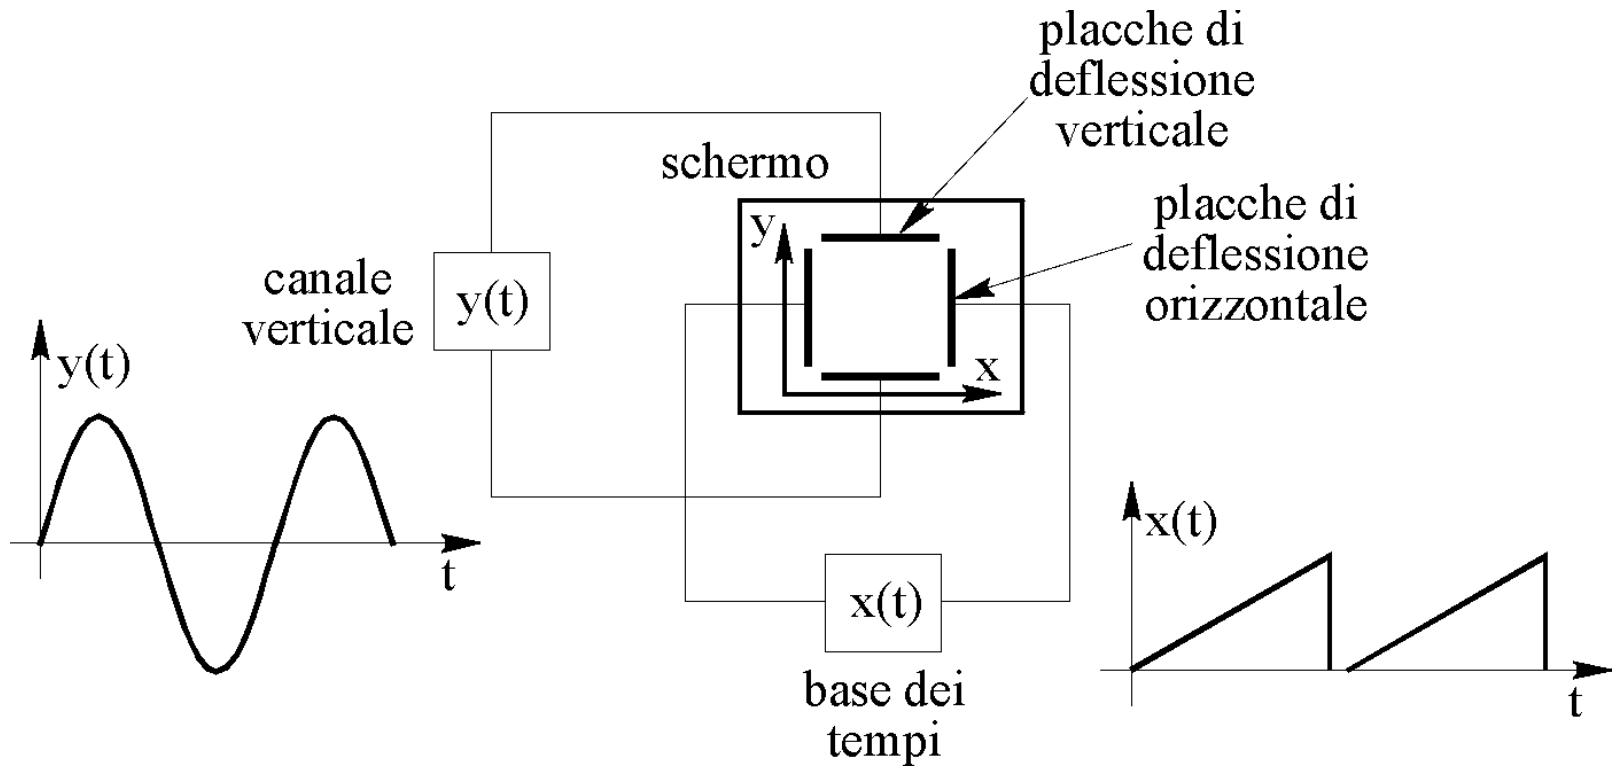 placche di
deflessione
verticale
schermo
placche di
deflessione
orizzontale
y
canale
verticale
y(t)
y(t)
x
t
x(t)
x(t)
base dei
tempi
t